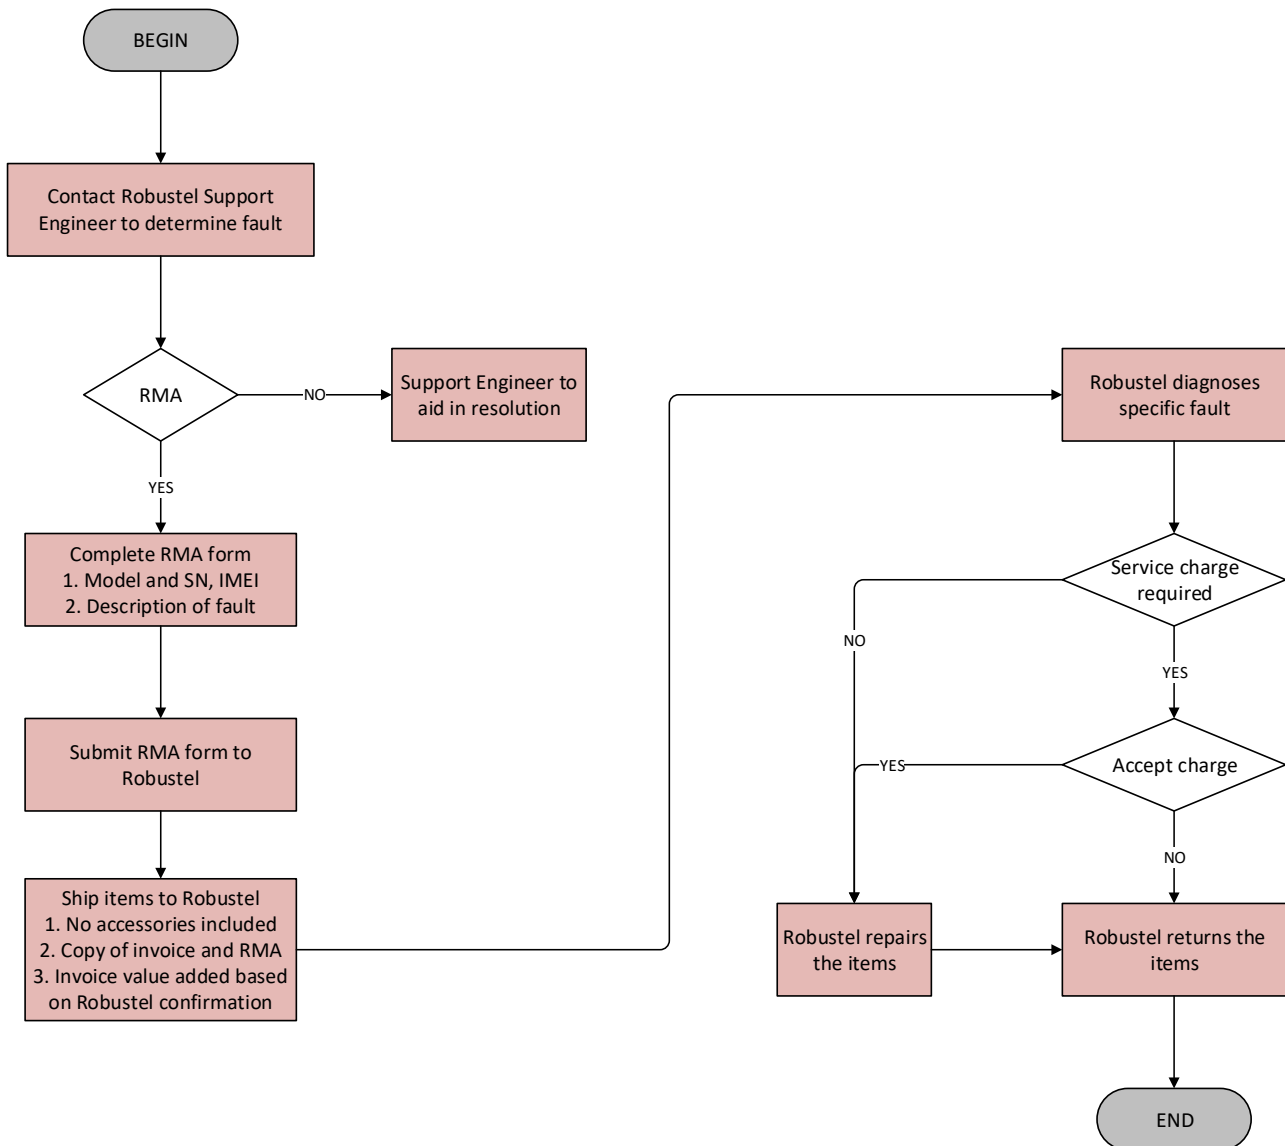 BEGIN
Contact Robustel Support
Engineer to determine fault
RMA
NO
Support Engineer to
aid in resolution
YES
Complete RMA form
1. Model and SN, IMEI
2. Description of fault
Submit RMA form to
Robustel
Ship items to Robustel
1. No accessories included
2. Copy of invoice and RMA
3. Invoice value added based
on Robustel confirmation
Robustel diagnoses
specific fault
Service charge
required
NO
YES
Accept charge
YES
NO
Robustel repairs
the items
Robustel returns the
items
END